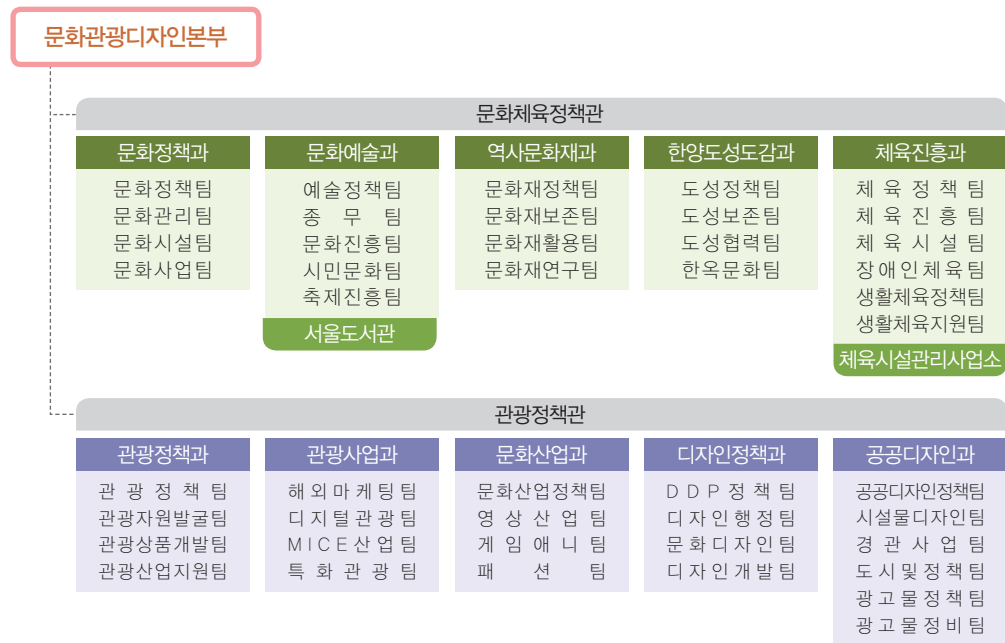 문화관광디자인본부
문화체육정책관
문화정책과
문화정책팀
문화관리팀
문화시설팀
문화사업팀
문화예술과
예술정책팀
종무팀
문화진흥팀
시민문화팀
축제진흥팀
서울도서관
역사문화재과
문화재정책팀
문화재보존팀
문화재활용팀
문화재연구팀
한양도성도감과
도성정책팀
도성보존팀
도성협력팀
한옥문화팀
체육진흥과
체육정책팀
체육진흥팀
체육시설팀
장애인체육팀
생활체육정책팀
생활체육지원팀
체육시설관리사업소
관광정책관
관광정책과
관광정책팀
관광자원발굴팀
관광상품개발팀
관광산업지원팀
관광사업과
해외마케팅팀
디지털관광팀
MICE산업팀
특화관광팀
문화산업과
문화산업정책팀
영상산업팀
게임애니팀
패션팀
디자인정책과
DDP정책팀
디자인행정팀
문화디자인팀
디자인개발팀
공공디자인과
공공디자인정책팀
시설물디자인팀
경관사업팀
도시및정책팀
광고물정책팀
광고물정비팀